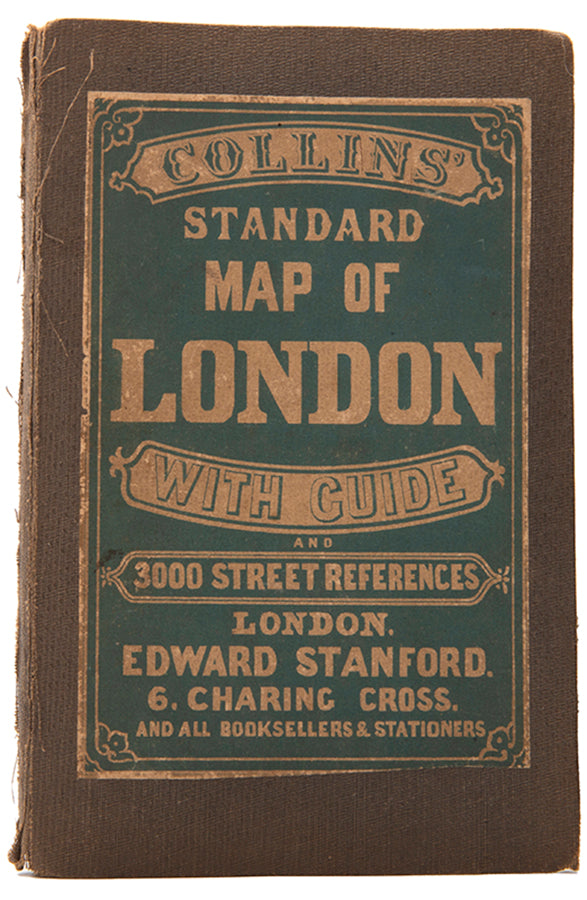 COLLINS'
STANDARD
MAP OF
LONDON
WITH GUIDE
AND
3000 STREET REFERENCES
LONDON.
EDWARD STANFORD.
6. CHARING CROSS.
AND ALL BOOKSELLERS & STATIONERS